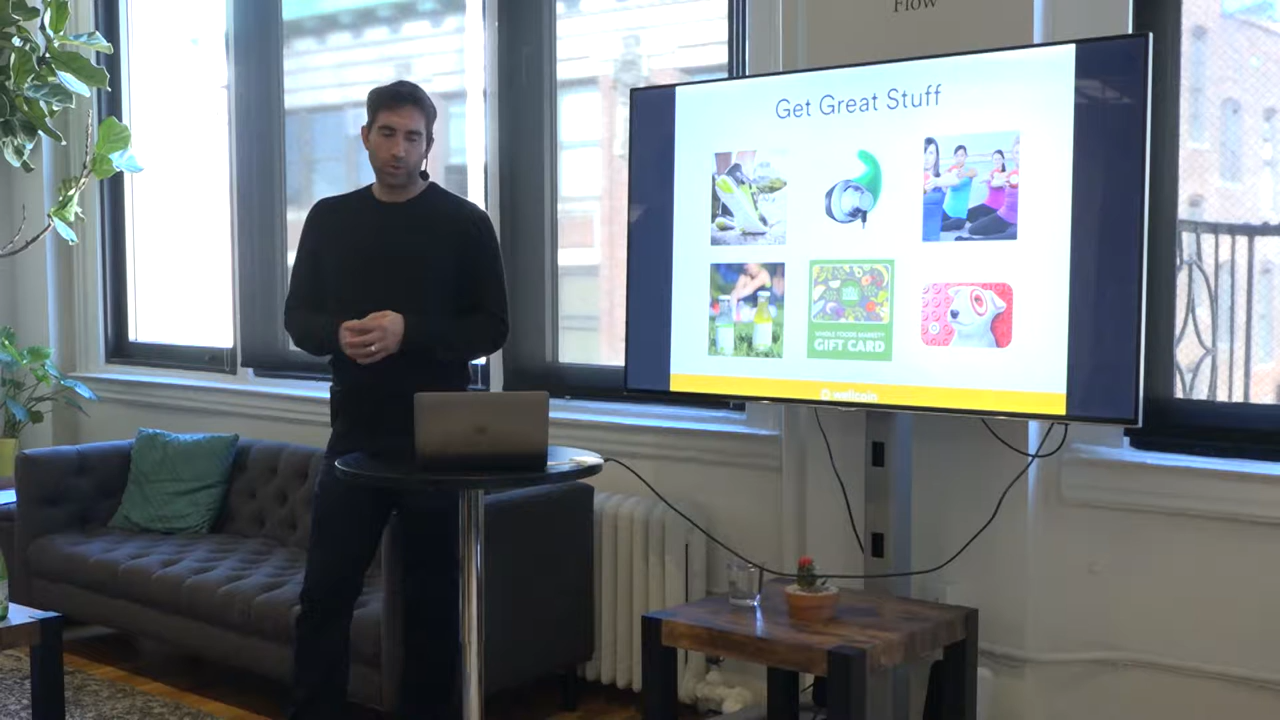 Flow
Get Great Stuff
WHOLE FOODS MARKET
GIFT CARD
wellcoin